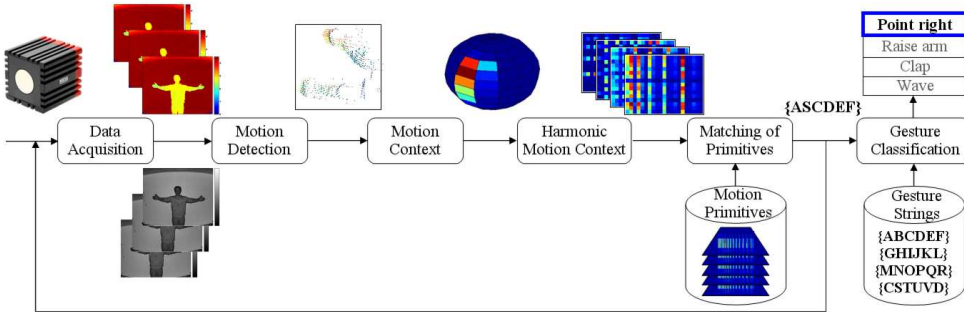 Point right
Raise arm
Clap
Wave
{ASCDEF}
Data
Acquisition
Motion
Detection
Motion
Context
Harmonic
Motion Context
Matching of
Primitives
Gesture
Classification
Motion
Primitives
Gesture
Strings
{ABCDEF}
{GHIJKL}
{MNOPQR}
{CSTUVD}